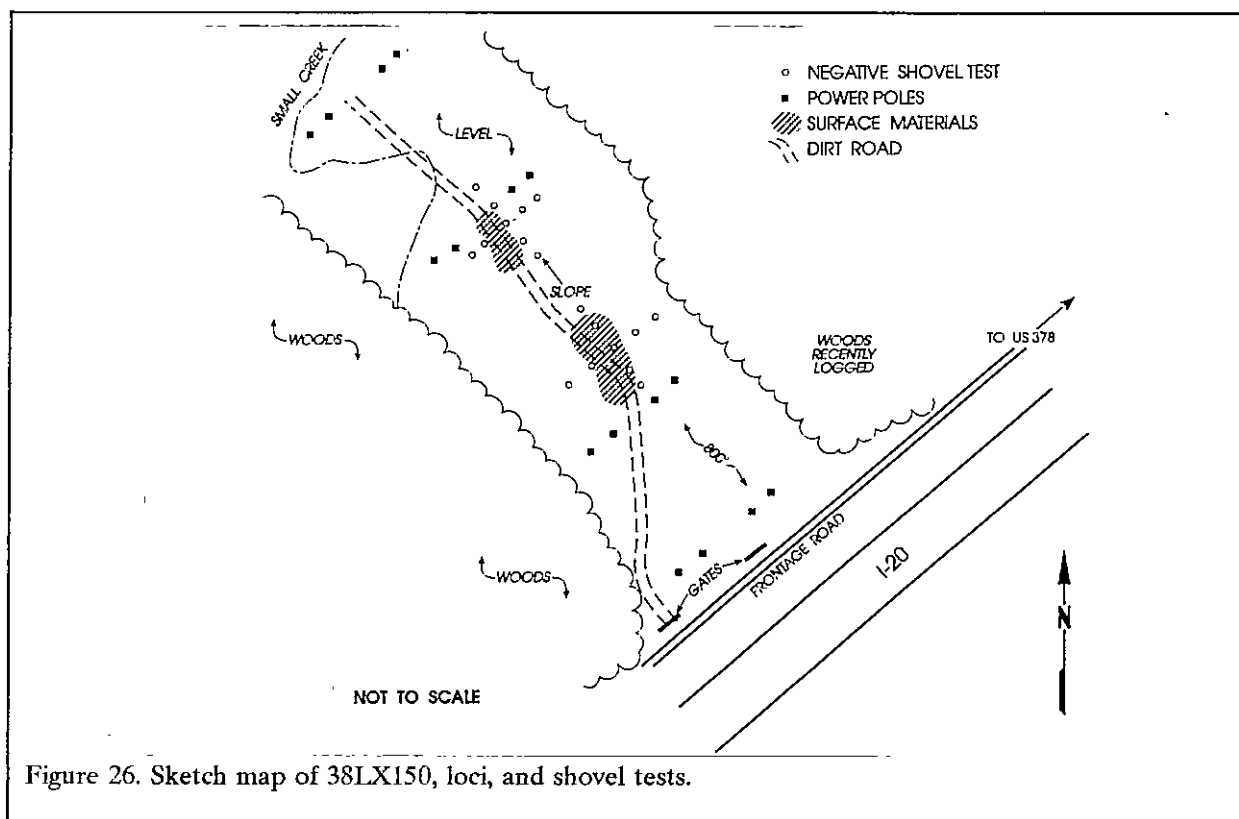 SMALL CREEK
NEGATIVE SHOVEL TEST
POWER POLES
SURFACE MATERIALS
DIRT ROAD
LEVEL
SLOPE
WOODS
WOODS
RECENTLY
LOGGED
TO US 378
800'
WOODS
GATES
FRONTAGE ROAD
I-20
N
NOT TO SCALE
Figure 26. Sketch map of 38LX150, loci, and shovel tests.